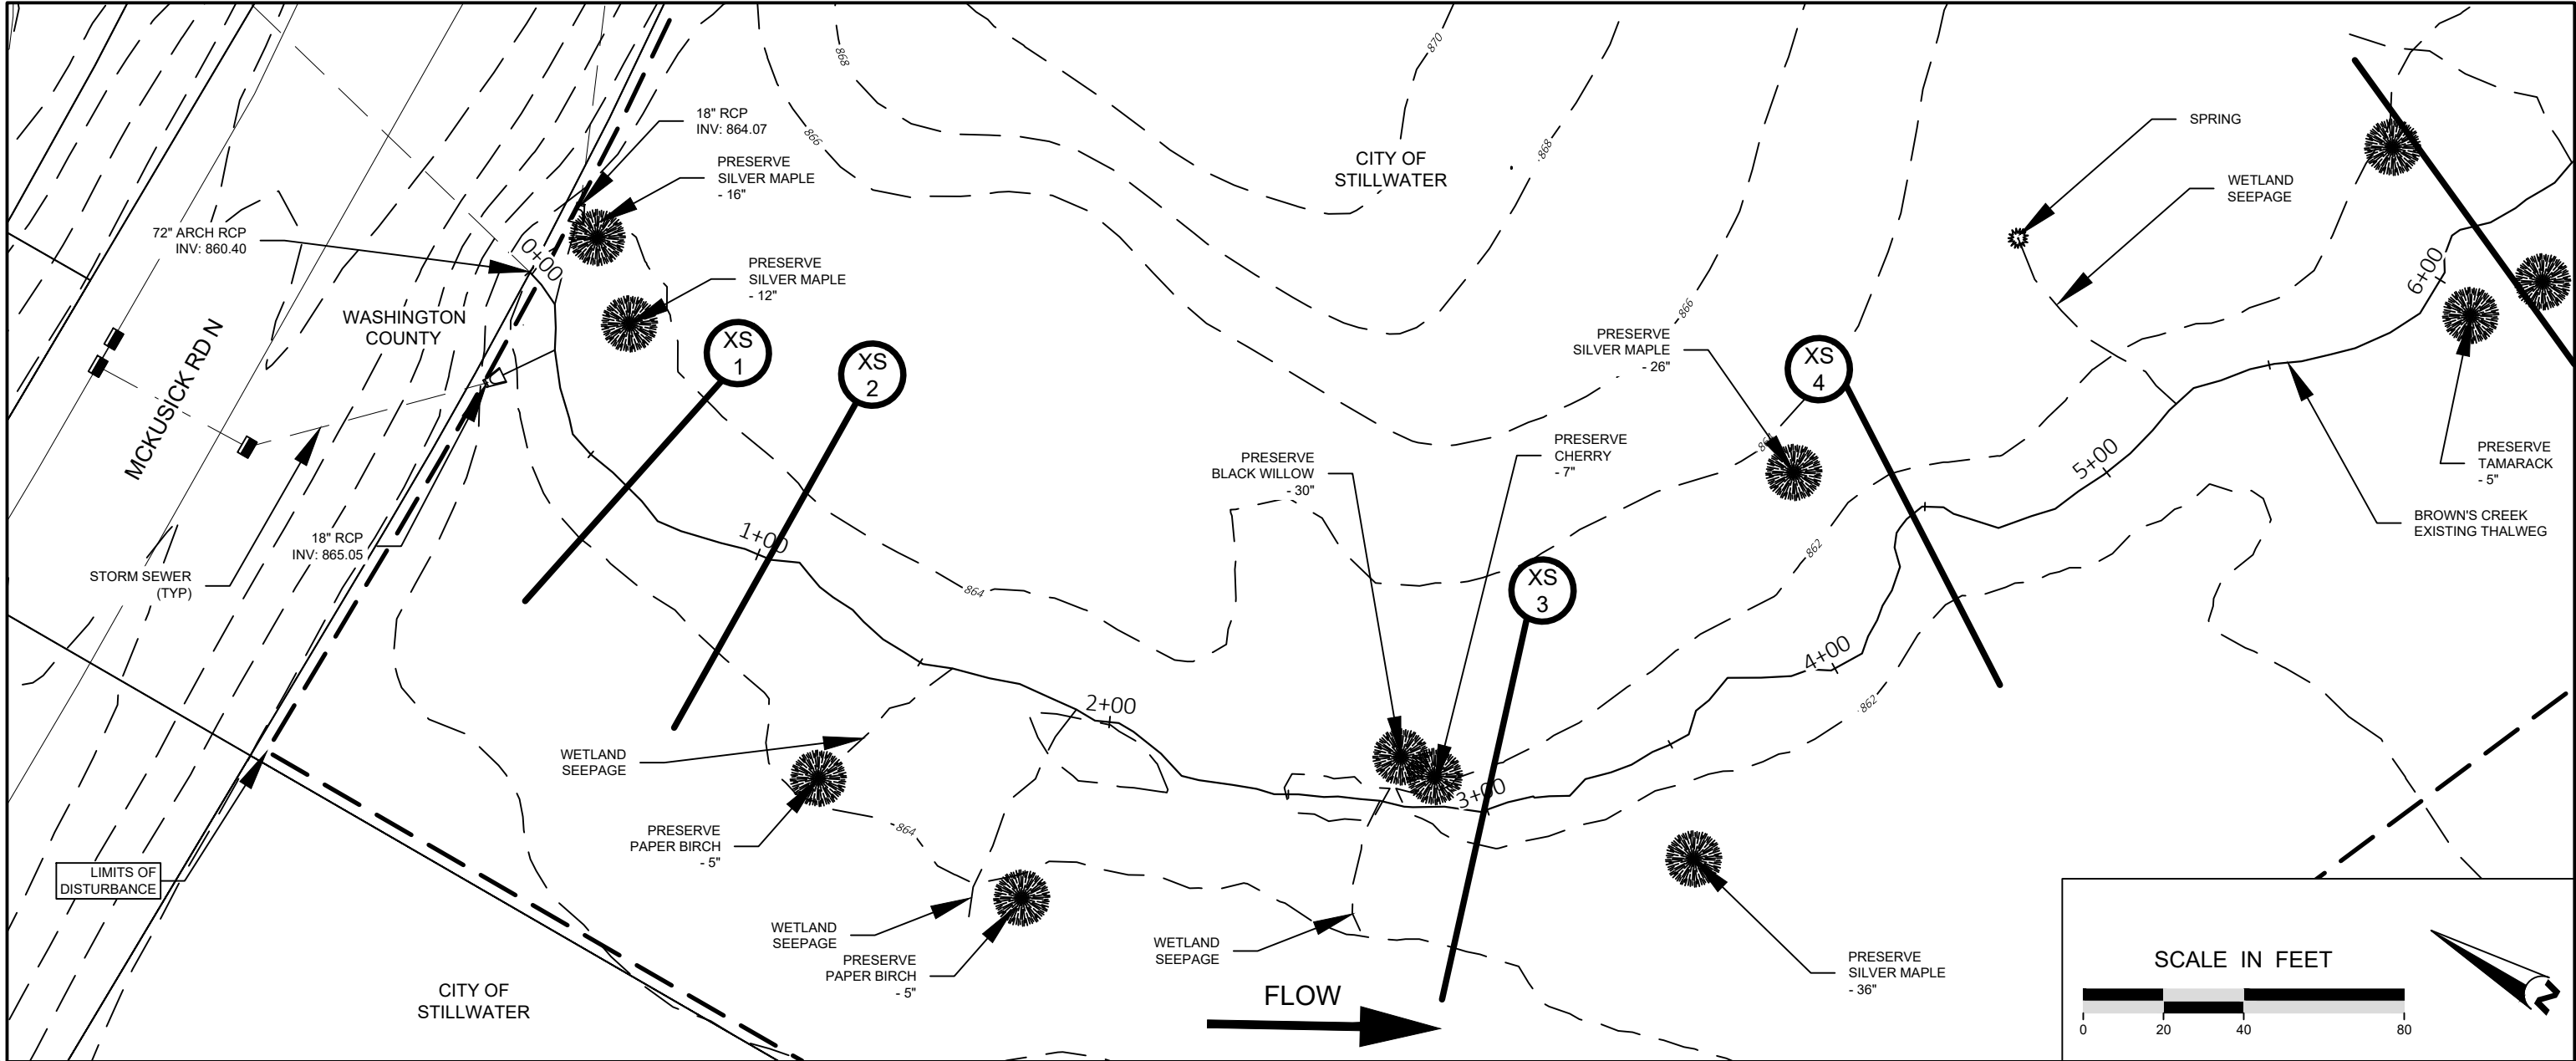 868
870
18" RCP
INV: 864.07
866
PRESERVE
SILVER MAPLE
- 16"
CITY OF
STILLWATER
868
SPRING
WETLAND
SEEPAGE
72" ARCH RCP
INV: 860.40
0+00
PRESERVE
SILVER MAPLE
- 12"
WASHINGTON
COUNTY
MCKUSICK RD N
XS
1
XS
2
866
PRESERVE
SILVER MAPLE
- 26"
XS
4
6+00
PRESERVE
BLACK WILLOW
- 30"
PRESERVE
CHERRY
- 7"
5+00
PRESERVE
TAMARACK
- 5"
BROWN'S CREEK
EXISTING THALWEG
18" RCP
INV: 865.05
1+00
862
STORM SEWER
(TYP)
864
XS
3
4+00
862
2+00
WETLAND
SEEPAGE
3+00
PRESERVE
PAPER BIRCH
- 5"
864
LIMITS OF
DISTURBANCE
WETLAND
SEEPAGE
PRESERVE
PAPER BIRCH
- 5"
WETLAND
SEEPAGE
PRESERVE
SILVER MAPLE
- 36"
CITY OF
STILLWATER
FLOW
SCALE IN FEET
0 20 40 80
N